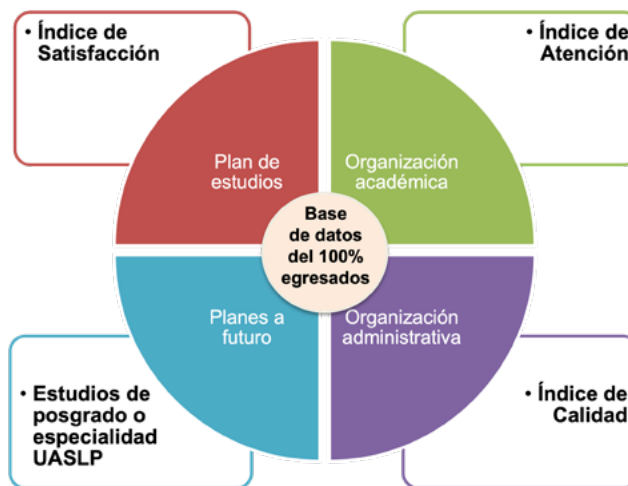 • Índice de
Satisfacción
• Índice de
Atención
Plan de
estudios
Organización
académica
Base
de datos
del 100%
egresados
Planes a
futuro
Organización
administrativa
• Estudios de
posgrado o
especialidad
UASLP
• Índice de
Calidad